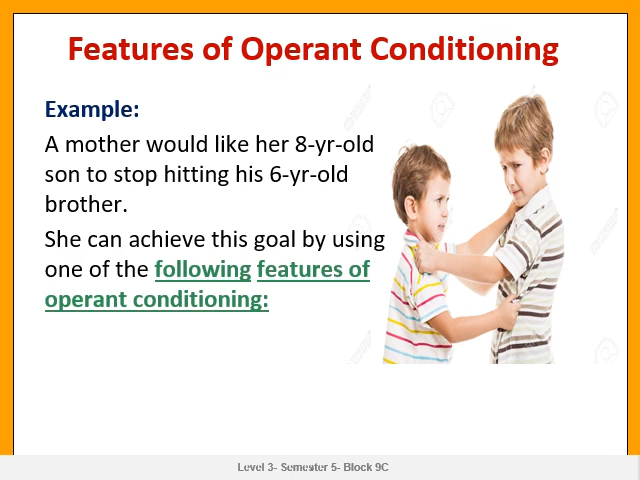 Features of Operant Conditioning
Example:
A mother would like her 8-yr-old
son to stop hitting his 6-yr-old
brother.
She can achieve this goal by using
one of the following features of
operant conditioning:
Level 3- Semester 5- Block 9C